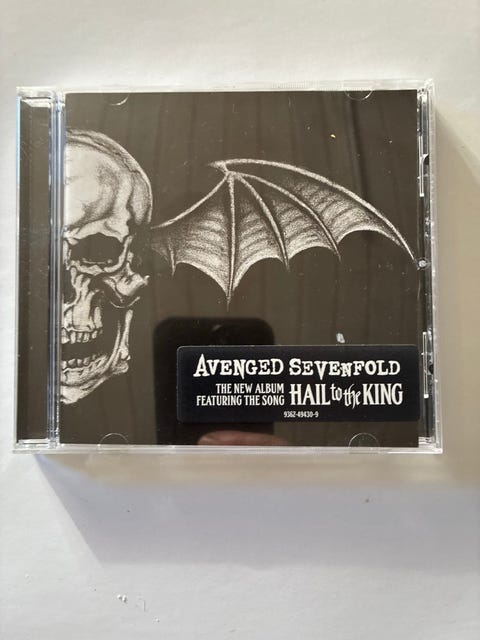 AVENGED SEVENFOLD
THE NEW ALBUM
FEATURING THE SONG HAIL to the KING
9362-49430-9